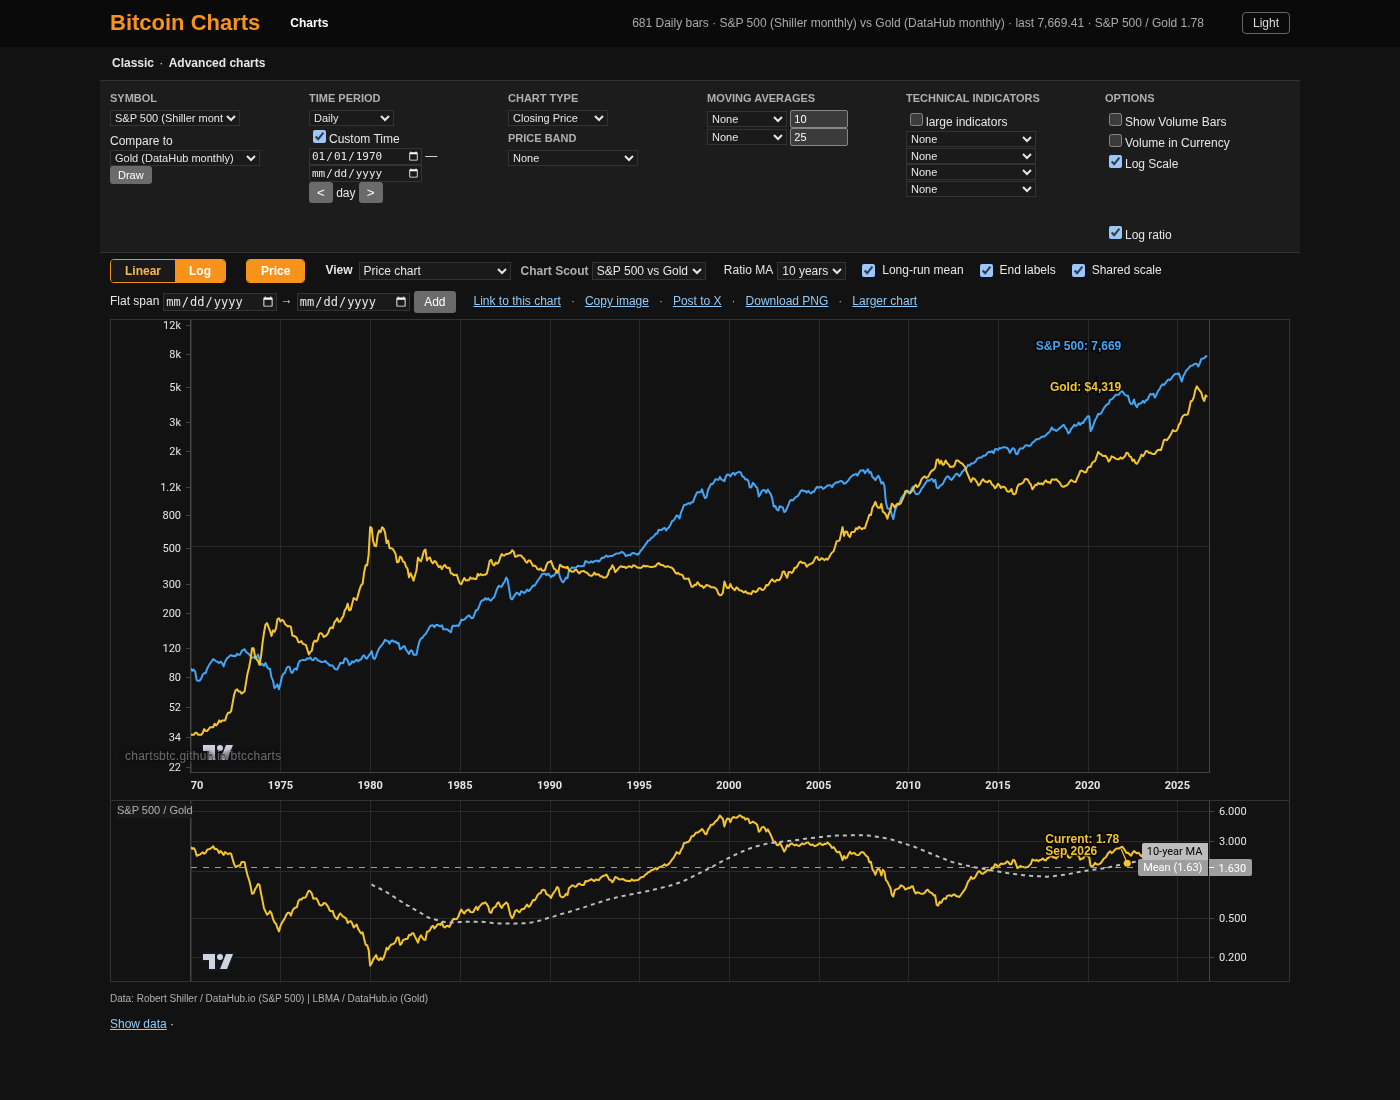 Bitcoin Charts
Charts
681 Daily bars · S&P 500 (Shiller monthly) vs Gold (DataHub monthly) · last 7,669.41 · S&P 500 / Gold 1.78
Light
Classic · Advanced charts
SYMBOL
S&P 500 (Shiller mont
Compare to
Gold (DataHub monthly)
Draw
TIME PERIOD
Daily
Custom Time
01/01/1970 —
mm/dd/yyyy
< day >
CHART TYPE
Closing Price
PRICE BAND
None
MOVING AVERAGES
None 10
None 25
TECHNICAL INDICATORS
large indicators
None
None
None
None
OPTIONS
Show Volume Bars
Volume in Currency
Log Scale
Log ratio
Linear Log Price View Price chart Chart Scout S&P 500 vs Gold Ratio MA 10 years Long-run mean End labels Shared scale
Flat span mm/dd/yyyy → mm/dd/yyyy Add Link to this chart · Copy image · Post to X · Download PNG · Larger chart
12k
8k
5k
3k
2k
1.2k
800
500
300
200
120
80
52
34
22
S&P 500: 7,669
Gold: $4,319
chartsbtc.github.io/btccharts
70 1975 1980 1985 1990 1995 2000 2005 2010 2015 2020 2025
S&P 500 / Gold
6.000
3.000
1.630
0.500
0.200
Current: 1.78
Sep 2026
10-year MA
Mean (1.63)
Data: Robert Shiller / DataHub.io (S&P 500) | LBMA / DataHub.io (Gold)
Show data ·